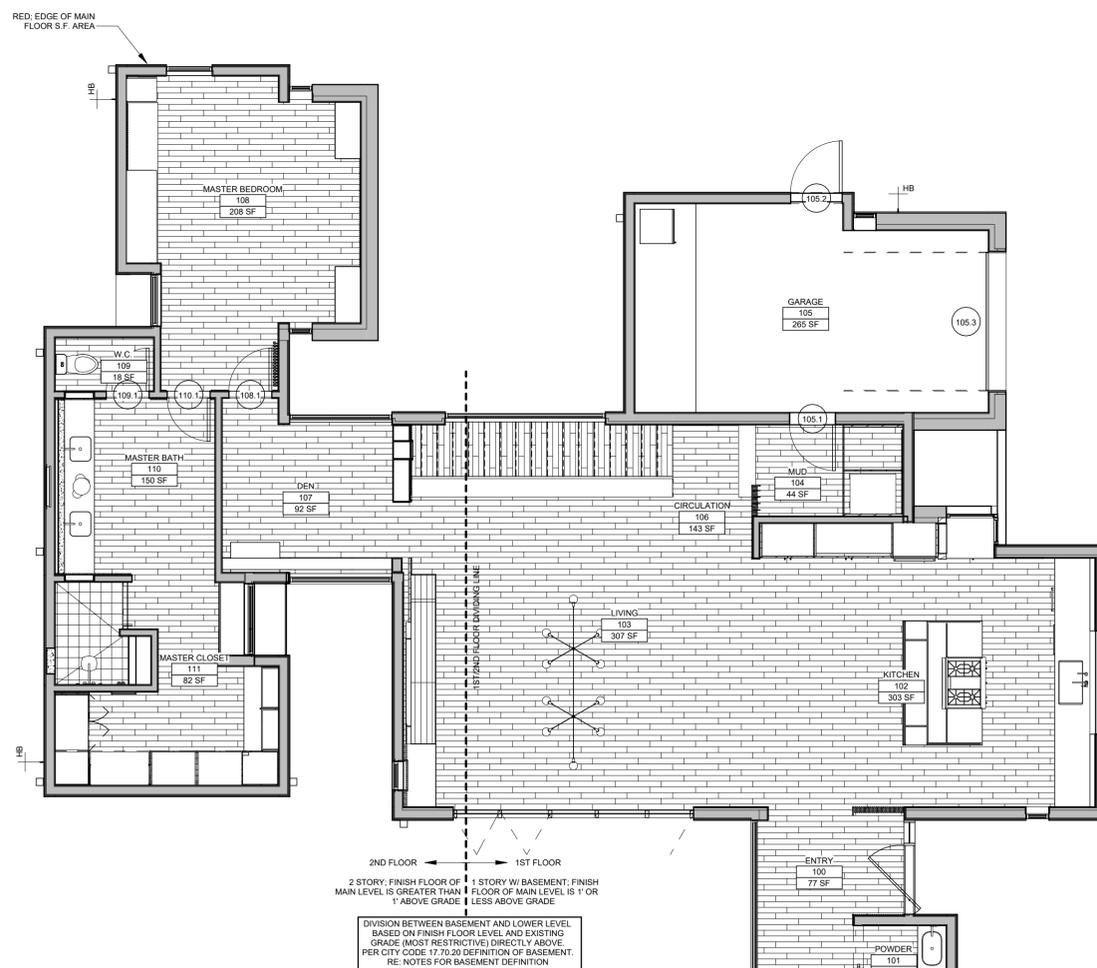 RED; EDGE OF MAIN
FLOOR S.F. AREA
HB
MASTER BEDROOM
108
208 SF
105.2
HB
GARAGE
105
265 SF
105.3
W.C
109
18 SF
109.1
110.1
108.1
105.1
MASTER BATH
110
150 SF
DEN
107
92 SF
MUD
104
44 SF
CIRCULATION
106
143 SF
1ST/2ND FLOOR DIVIDING LINE
LIVING
103
307 SF
MASTER CLOSET
111
82 SF
KITCHEN
102
303 SF
HB
2ND FLOOR
1ST FLOOR
2 STORY; FINISH FLOOR OF
MAIN LEVEL IS GREATER THAN
1' ABOVE GRADE
1 STORY W/ BASEMENT; FINISH
FLOOR OF MAIN LEVEL IS 1' OR
LESS ABOVE GRADE
ENTRY
100
77 SF
DIVISION BETWEEN BASEMENT AND LOWER LEVEL
BASED ON FINISH FLOOR LEVEL AND EXISTING
GRADE (MOST RESTRICTIVE) DIRECTLY ABOVE.
PER CITY CODE 17.70.20 DEFINITION OF BASEMENT.
RE: NOTES FOR BASEMENT DEFINITION
POWDER
101